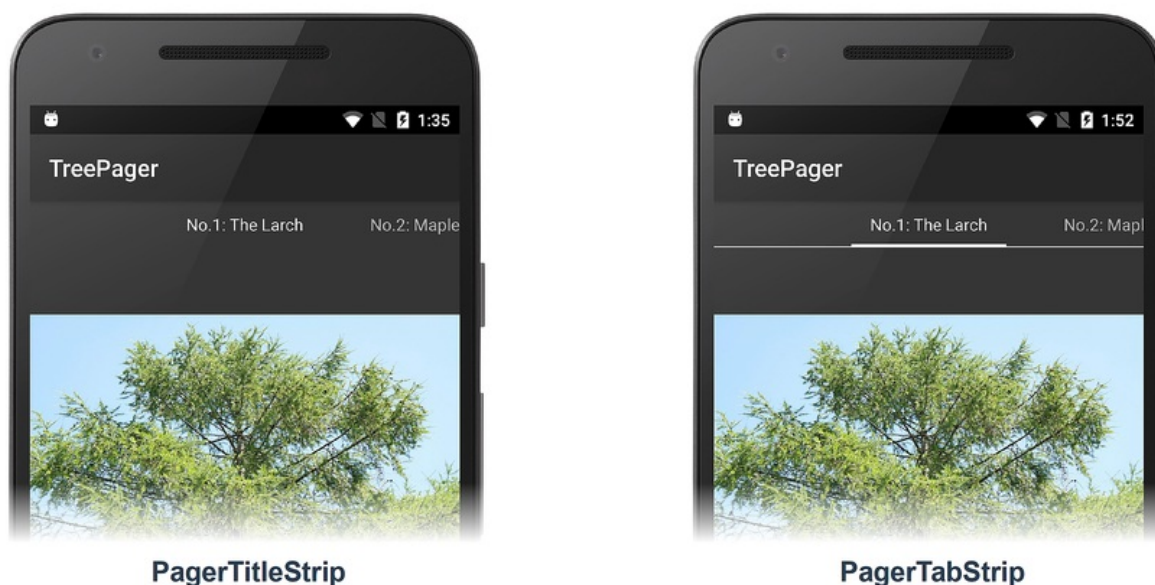 1:35
TreePager
No.1: The Larch No.2: Maple
PagerTitleStrip
1:52
TreePager
No.1: The Larch No.2: Mapl
PagerTabStrip